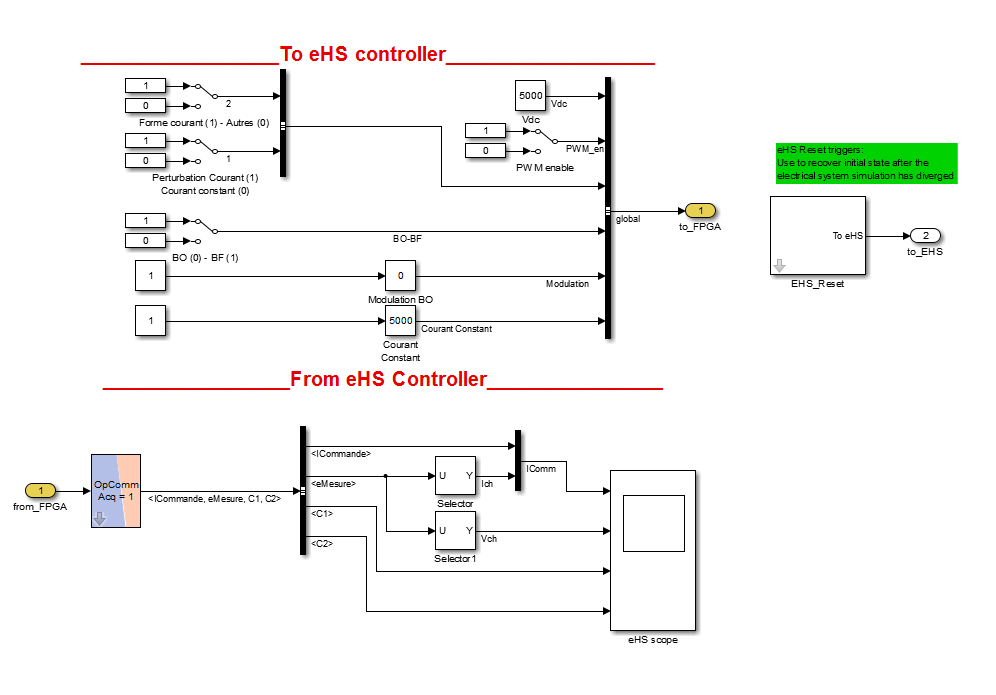 To eHS controller
1
0
2
Forme courant (1) - Autres (0)
1
0
1
Perturbation Courant (1)
Courant constant (0)
5000
Vdc
Vdc
1
0
PWM_en
PWM enable
1
0
BO-BF
BO (0) - BF (1)
1
0
Modulation BO
Modulation
1
5000
Courant Constant
Courant
Constant
global
1
to_FPGA
eHS Reset triggers:
Use to recover initial state after the
electrical system simulation has diverged
To eHS
EHS_Reset
2
to_EHS
From eHS Controller
1
from_FPGA
OpComm
Acq = 1
<ICommande, eMesure, C1, C2>
<ICommande>
<eMesure>
<C1>
<C2>
U Y
Selector
Ich
U Y
Selector1
Vch
IComm
eHS scope